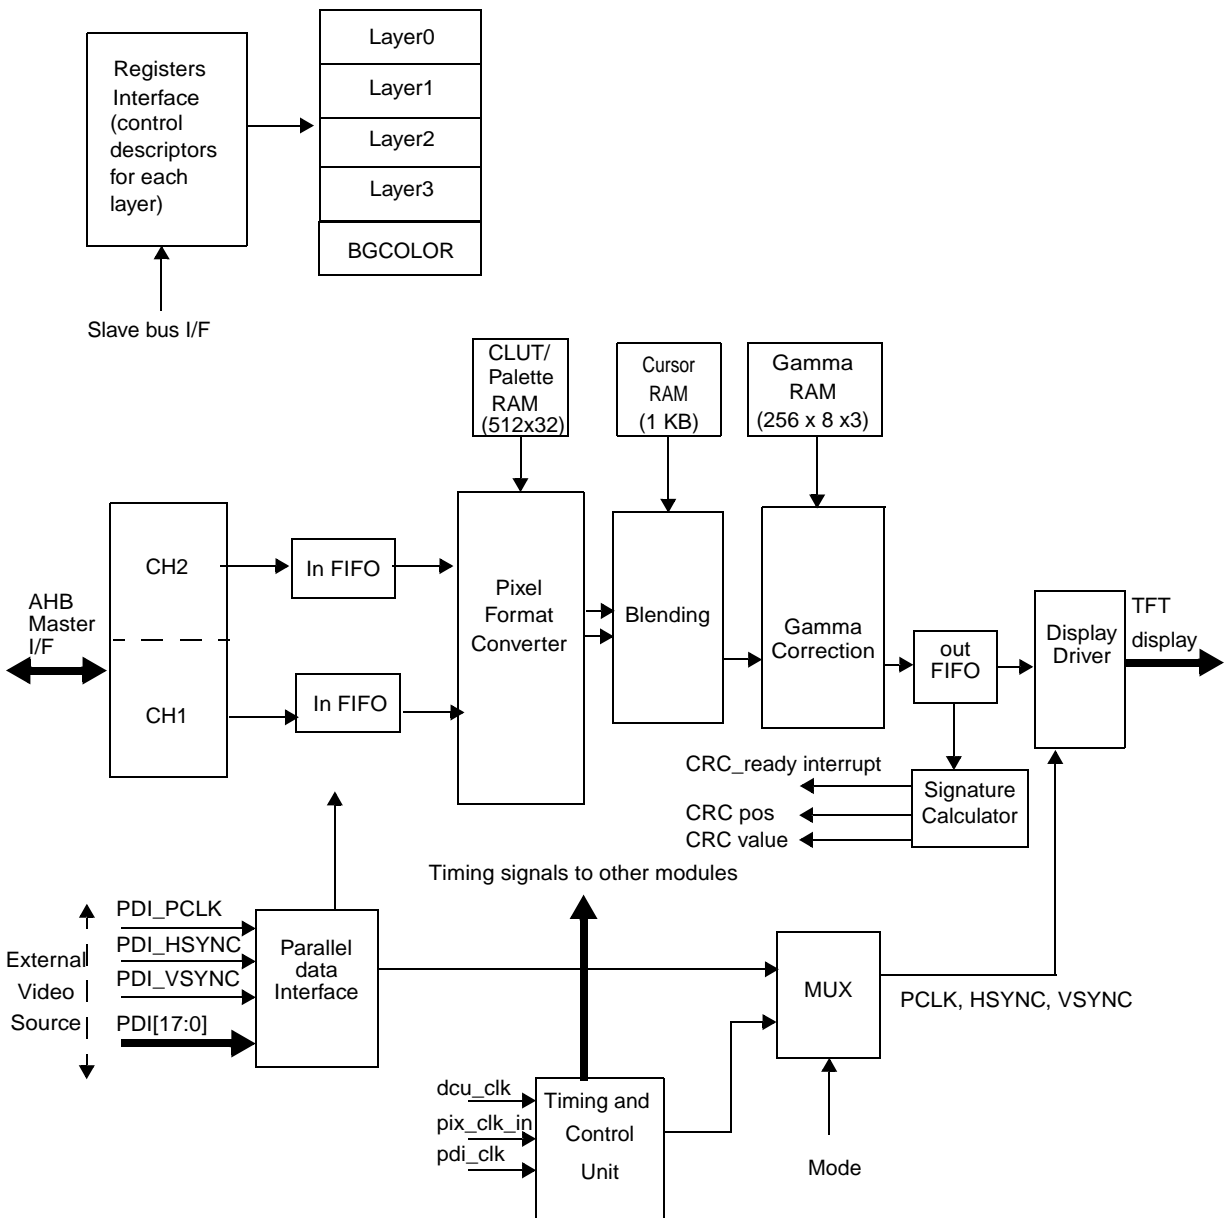 Registers
Interface
(control
descriptors
for each
layer)
Layer0
Layer1
Layer2
Layer3
BGCOLOR
Slave bus I/F
CLUT/
Palette
RAM
(512x32)
Cursor
RAM
(1 KB)
Gamma
RAM
(256 x 8 x3)
AHB
Master
I/F
CH2
CH1
In FIFO
In FIFO
Pixel
Format
Converter
Blending
Gamma
Correction
out
FIFO
Display
Driver
TFT
display
CRC_ready interrupt
CRC pos
CRC value
Signature
Calculator
Timing signals to other modules
External
Video
Source
PDI_PCLK
PDI_HSYNC
PDI_VSYNC
PDI[17:0]
Parallel
data
Interface
MUX
PCLK, HSYNC, VSYNC
dcu_clk
pix_clk_in
pdi_clk
Timing and
Control
Unit
Mode